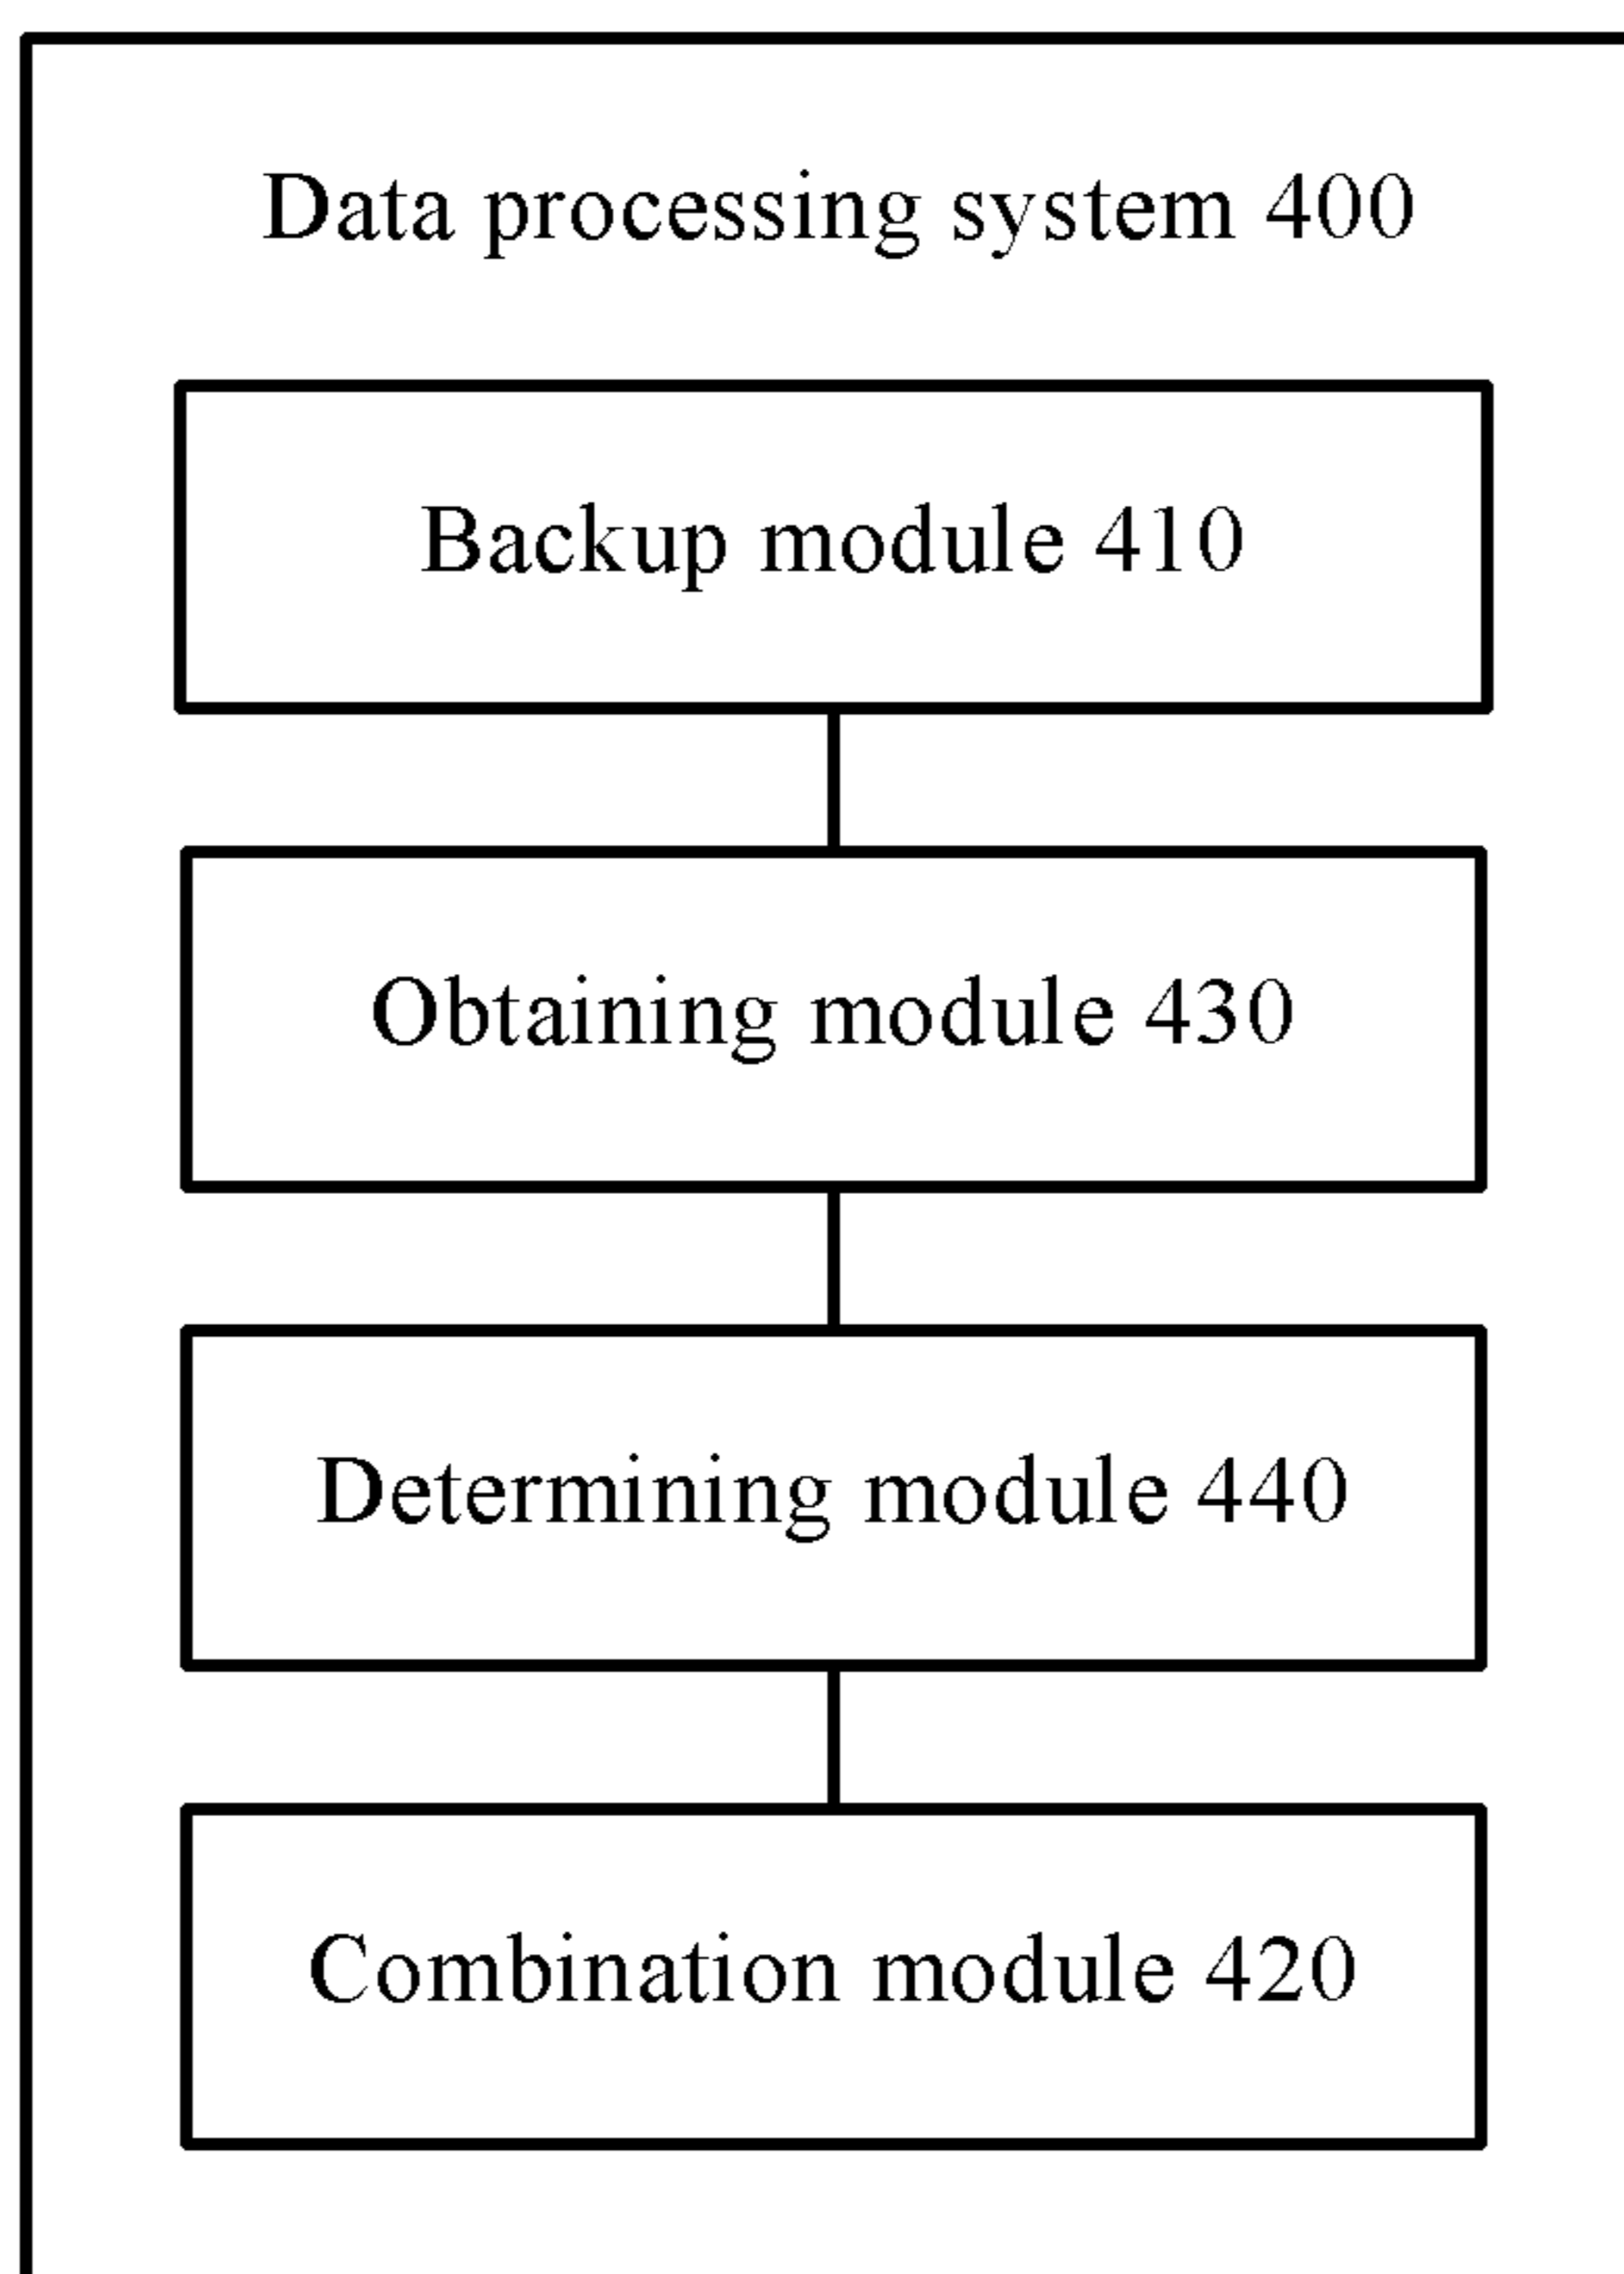 Data processing system 400
Backup module 410
Obtaining module 430
Determining module 440
Combination module 420